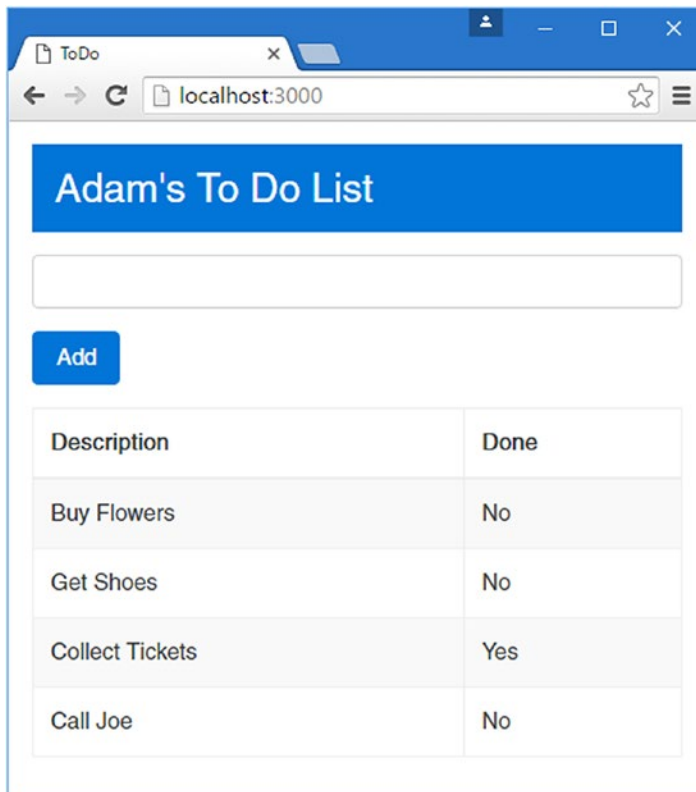 ToDo
localhost:3000
Adam's To Do List
Add
Description Done
Buy Flowers No
Get Shoes No
Collect Tickets Yes
Call Joe No